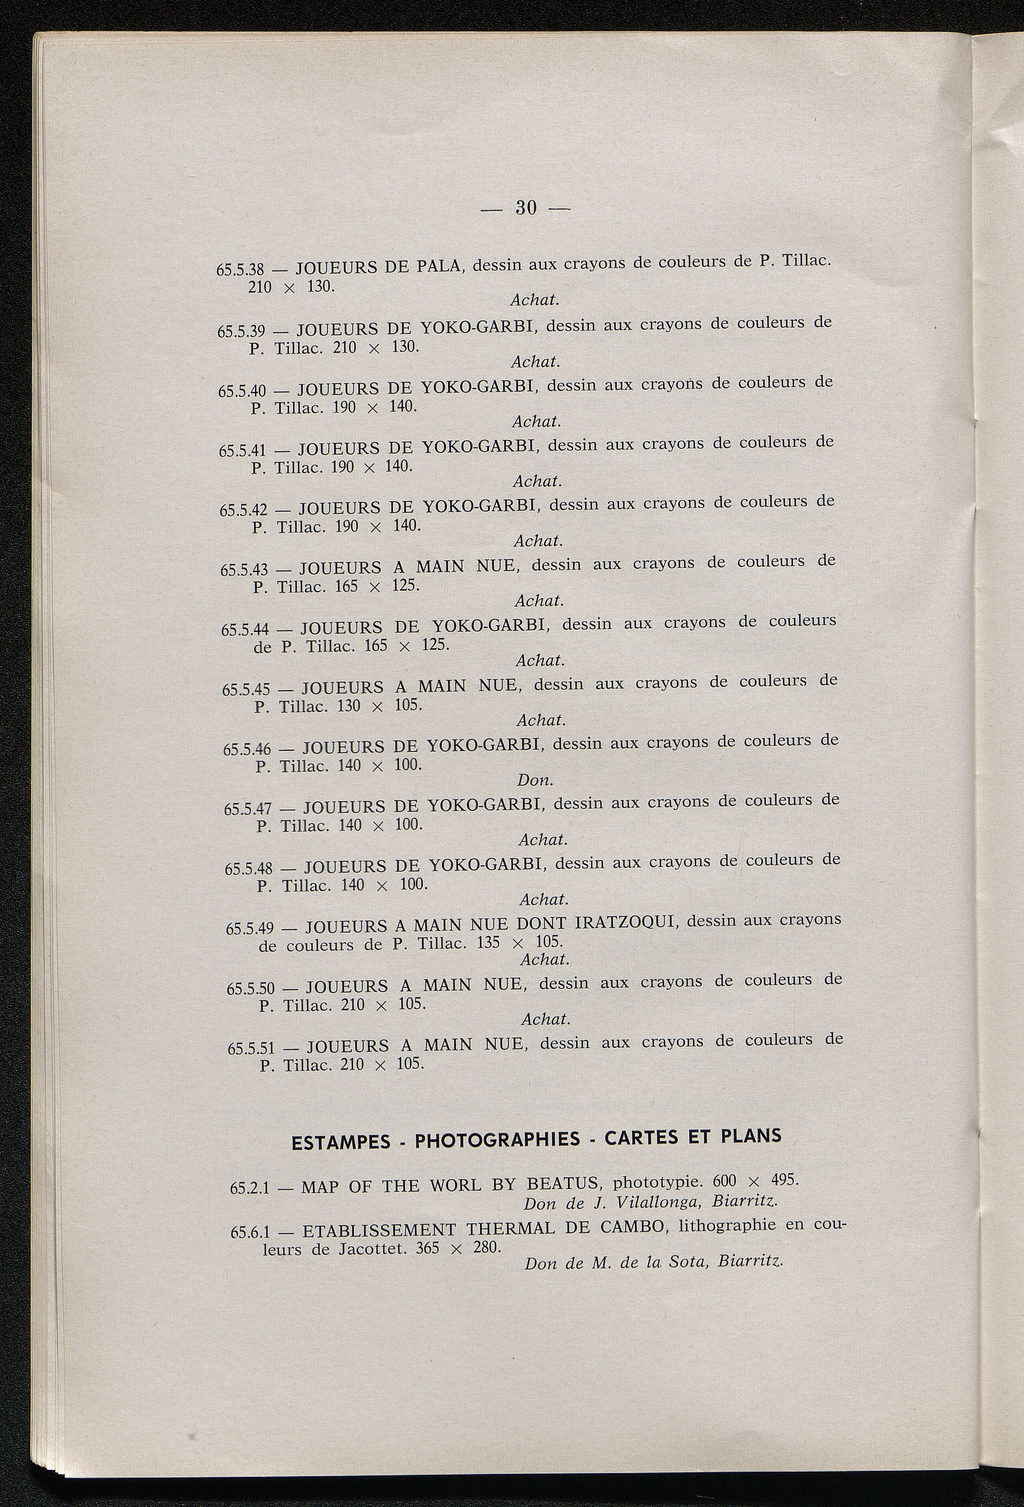 — 30 —
65.5.38 — JOUEURS DE PALA, dessin aux crayons de couleurs de P. Tillac.
210 × 130.
Achat.
65.5.39 — JOUEURS DE YOKO-GARBI, dessin aux crayons de couleurs de
P. Tillac. 210 × 130.
Achat.
65.5.40 — JOUEURS DE YOKO-GARBI, dessin aux crayons de couleurs de
P. Tillac. 190 × 140.
Achat.
65.5.41 — JOUEURS DE YOKO-GARBI, dessin aux crayons de couleurs de
P. Tillac. 190 × 140.
Achat.
65.5.42 — JOUEURS DE YOKO-GARBI, dessin aux crayons de couleurs de
P. Tillac. 190 × 140.
Achat.
65.5.43 — JOUEURS A MAIN NUE, dessin aux crayons de couleurs de
P. Tillac. 165 × 125.
Achat.
65.5.44 — JOUEURS DE YOKO-GARBI, dessin aux crayons de couleurs
de P. Tillac. 165 × 125.
Achat.
65.5.45 — JOUEURS A MAIN NUE, dessin aux crayons de couleurs de
P. Tillac. 130 × 105.
Achat.
65.5.46 — JOUEURS DE YOKO-GARBI, dessin aux crayons de couleurs de
P. Tillac. 140 × 100.
Don.
65.5.47 — JOUEURS DE YOKO-GARBI, dessin aux crayons de couleurs de
P. Tillac. 140 × 100.
Achat.
65.5.48 — JOUEURS DE YOKO-GARBI, dessin aux crayons de couleurs de
P. Tillac. 140 × 100.
Achat.
65.5.49 — JOUEURS A MAIN NUE DONT IRATZOQUI, dessin aux crayons
de couleurs de P. Tillac. 135 × 105.
Achat.
65.5.50 — JOUEURS A MAIN NUE, dessin aux crayons de couleurs de
P. Tillac. 210 × 105.
Achat.
65.5.51 — JOUEURS A MAIN NUE, dessin aux crayons de couleurs de
P. Tillac. 210 × 105.
ESTAMPES - PHOTOGRAPHIES - CARTES ET PLANS
65.2.1 — MAP OF THE WORL BY BEATUS, phototypie. 600 × 495.
Don de J. Vilallonga, Biarritz.
65.6.1 — ETABLISSEMENT THERMAL DE CAMBO, lithographie en cou-
leurs de Jacottet. 365 × 280.
Don de M. de la Sota, Biarritz.